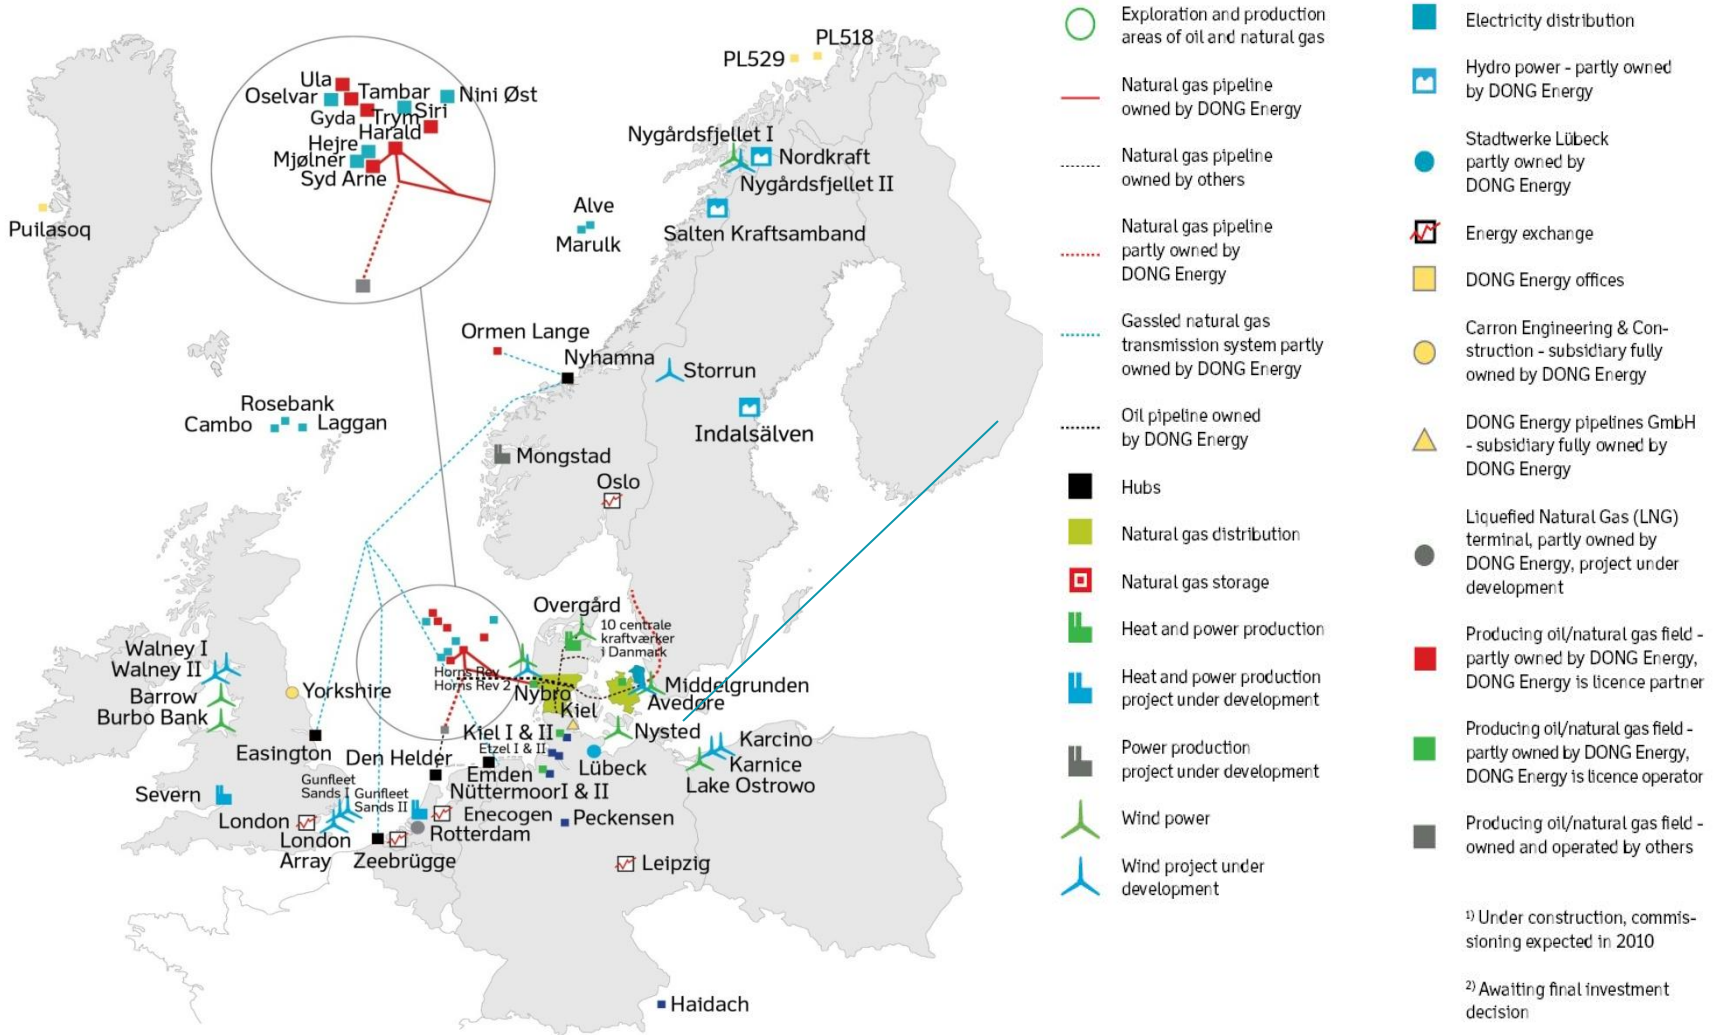 PL518
PL529
Ula
Tambar
Oselvar
Nini Øst
Gyda
Trym
Siri
Harald
Hejre
Mjølner
Syd Arne
Nygårdsfjellet I
Nordkraft
Nygårdsfjellet II
Puilasoq
Alve
Marulk
Salten Kraftsamband
Ormen Lange
Nyhamna
Storrun
Rosebank
Cambo
Laggan
Indalsälven
Mongstad
Oslo
Overgård
10 centrale
kraftværker
i Danmark
Walney I
Walney II
Barrow
Burbo Bank
Yorkshire
Horns Rev
Horns Rev 2
Nybro
Middelgrunden
Avedøre
Kiel
Kiel I & II
Nysted
Etzel I & II
Karcino
Karnice
Lake Ostrowo
Easington
Den Helder
Emden
Lübeck
Nüttermoor I & II
Gunfleet
Sands I
Gunfleet
Sands II
Severn
Enecogen
Peckensen
London
Rotterdam
London
Array
Zeebrügge
Leipzig
Haidach
Exploration and production
areas of oil and natural gas
Natural gas pipeline
owned by DONG Energy
Natural gas pipeline
owned by others
Natural gas pipeline
partly owned by
DONG Energy
Gassled natural gas
transmission system partly
owned by DONG Energy
Oil pipeline owned
by DONG Energy
Hubs
Natural gas distribution
Natural gas storage
Heat and power production
Heat and power production
project under development
Power production
project under development
Wind power
Wind project under
development
Electricity distribution
Hydro power - partly owned
by DONG Energy
Stadtwerke Lübeck
partly owned by
DONG Energy
Energy exchange
DONG Energy offices
Carron Engineering & Con-
struction - subsidiary fully
owned by DONG Energy
DONG Energy pipelines GmbH
- subsidiary fully owned by
DONG Energy
Liquefied Natural Gas (LNG)
terminal, partly owned by
DONG Energy, project under
development
Producing oil/natural gas field -
partly owned by DONG Energy,
DONG Energy is licence partner
Producing oil/natural gas field -
partly owned by DONG Energy,
DONG Energy is licence operator
Producing oil/natural gas field -
owned and operated by others
1) Under construction, commis-
sioning expected in 2010
2) Awaiting final investment
decision